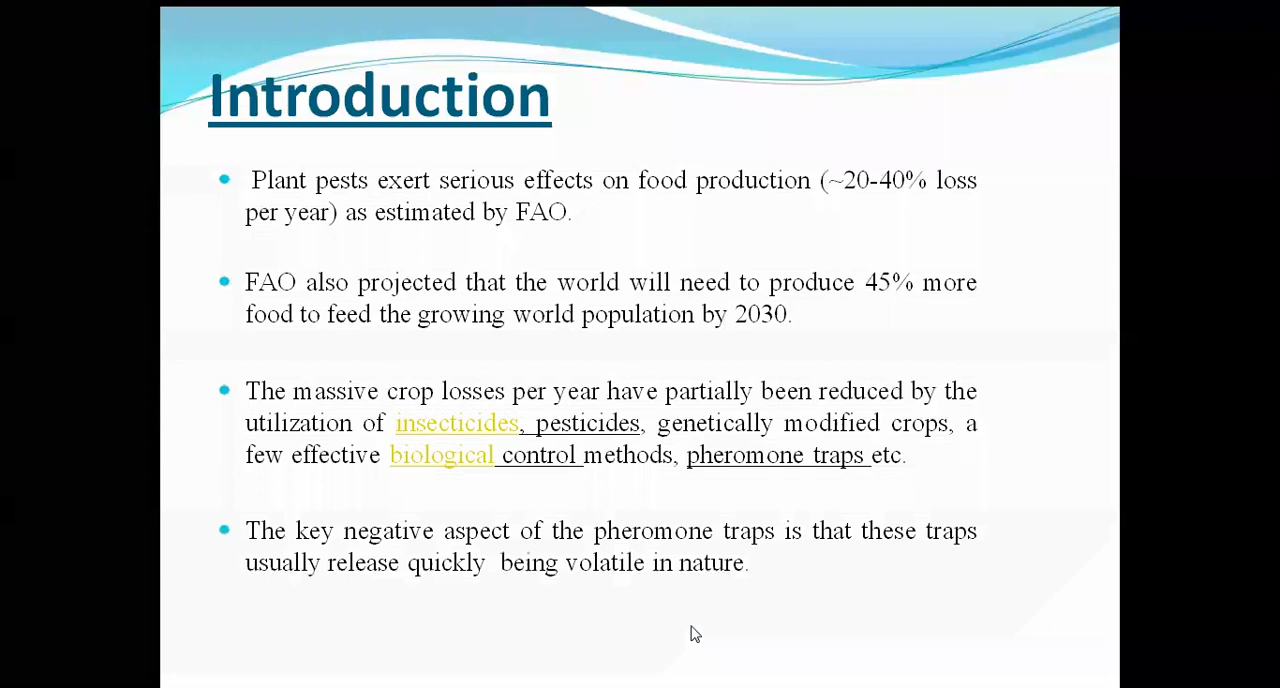 Introduction
Plant pests exert serious effects on food production (~20-40% loss
per year) as estimated by FAO.
FAO also projected that the world will need to produce 45% more
food to feed the growing world population by 2030.
The massive crop losses per year have partially been reduced by the
utilization of insecticides, pesticides, genetically modified crops, a
few effective biological control methods, pheromone traps etc.
The key negative aspect of the pheromone traps is that these traps
usually release quickly being volatile in nature.